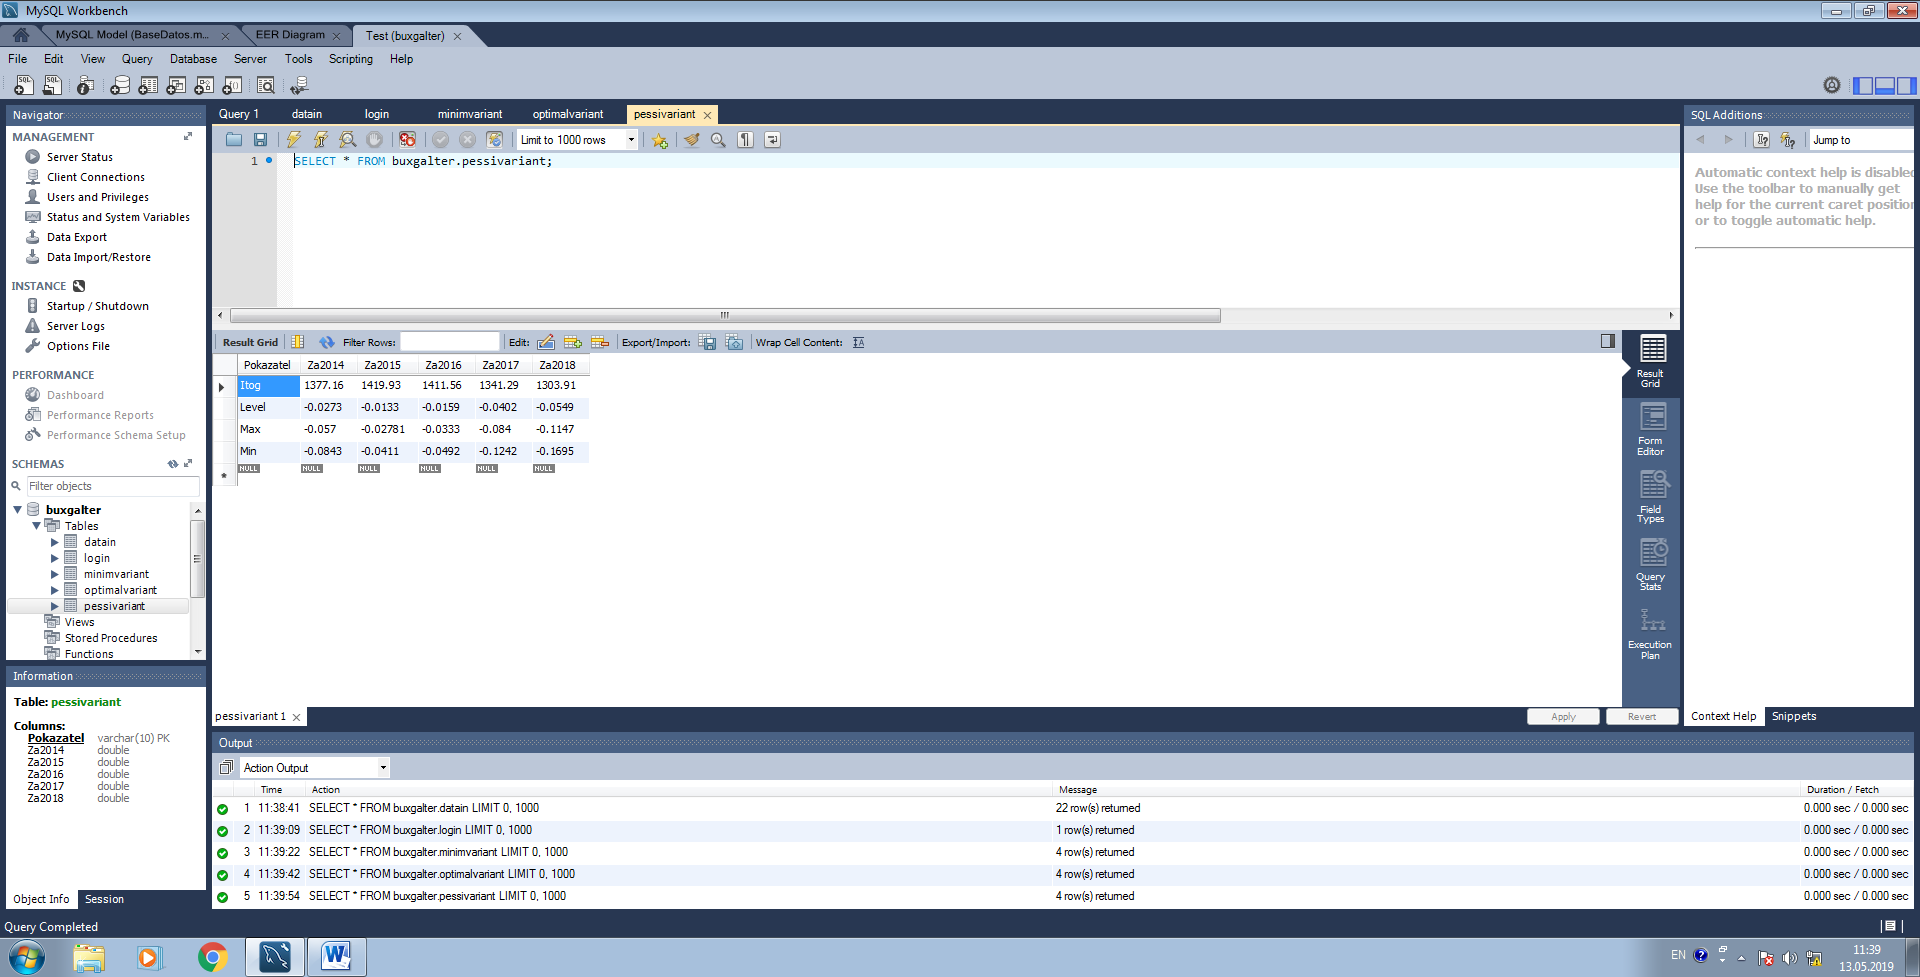 MySQL Workbench
MySQL Model (BaseDatos.m...
EER Diagram
Test (buxgalter)
File Edit View Query Database Server Tools Scripting Help
Navigator
MANAGEMENT
Server Status
Client Connections
Users and Privileges
Status and System Variables
Data Export
Data Import/Restore
INSTANCE
Startup / Shutdown
Server Logs
Options File
PERFORMANCE
Dashboard
Performance Reports
Performance Schema Setup
SCHEMAS
Filter objects
buxgalter
Tables
datain
login
minimvariant
optimalvariant
pessivariant
Views
Stored Procedures
Functions
Information
Table: pessivariant
Columns:
Pokazatel varchar(10) PK
Za2014 double
Za2015 double
Za2016 double
Za2017 double
Za2018 double
Object Info Session
Query 1 datain login minimvariant optimalvariant pessivariant
Limit to 1000 rows
1 SELECT * FROM buxgalter.pessivariant;
Result Grid Filter Rows: Edit: Export/Import: Wrap Cell Content:
Pokazatel Za2014 Za2015 Za2016 Za2017 Za2018
Itog 1377.16 1419.93 1411.56 1341.29 1303.91
Level -0.0273 -0.0133 -0.0159 -0.0402 -0.0549
Max -0.057 -0.02781 -0.0333 -0.084 -0.1147
Min -0.0843 -0.0411 -0.0492 -0.1242 -0.1695
* NULL NULL NULL NULL NULL NULL
Result
Grid
Form
Editor
Field
Types
Query
Stats
Execution
Plan
pessivariant 1
Apply Revert
SQL Additions
Jump to
Automatic context help is disabled
Use the toolbar to manually get
help for the current caret position
or to toggle automatic help.
Context Help Snippets
Output
Action Output
Time Action Message Duration / Fetch
1 11:38:41 SELECT * FROM buxgalter.datain LIMIT 0, 1000 22 row(s) returned 0.000 sec / 0.000 sec
2 11:39:09 SELECT * FROM buxgalter.login LIMIT 0, 1000 1 row(s) returned 0.000 sec / 0.000 sec
3 11:39:22 SELECT * FROM buxgalter.minimvariant LIMIT 0, 1000 4 row(s) returned 0.000 sec / 0.000 sec
4 11:39:42 SELECT * FROM buxgalter.optimalvariant LIMIT 0, 1000 4 row(s) returned 0.000 sec / 0.000 sec
5 11:39:54 SELECT * FROM buxgalter.pessivariant LIMIT 0, 1000 4 row(s) returned 0.000 sec / 0.000 sec
Query Completed
EN
11:39
13.05.2019